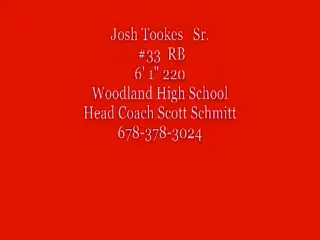 Josh Tookes Sr.
#33 RB
6' 1" 220
Woodland High School
Head Coach Scott Schmitt
678-378-3024